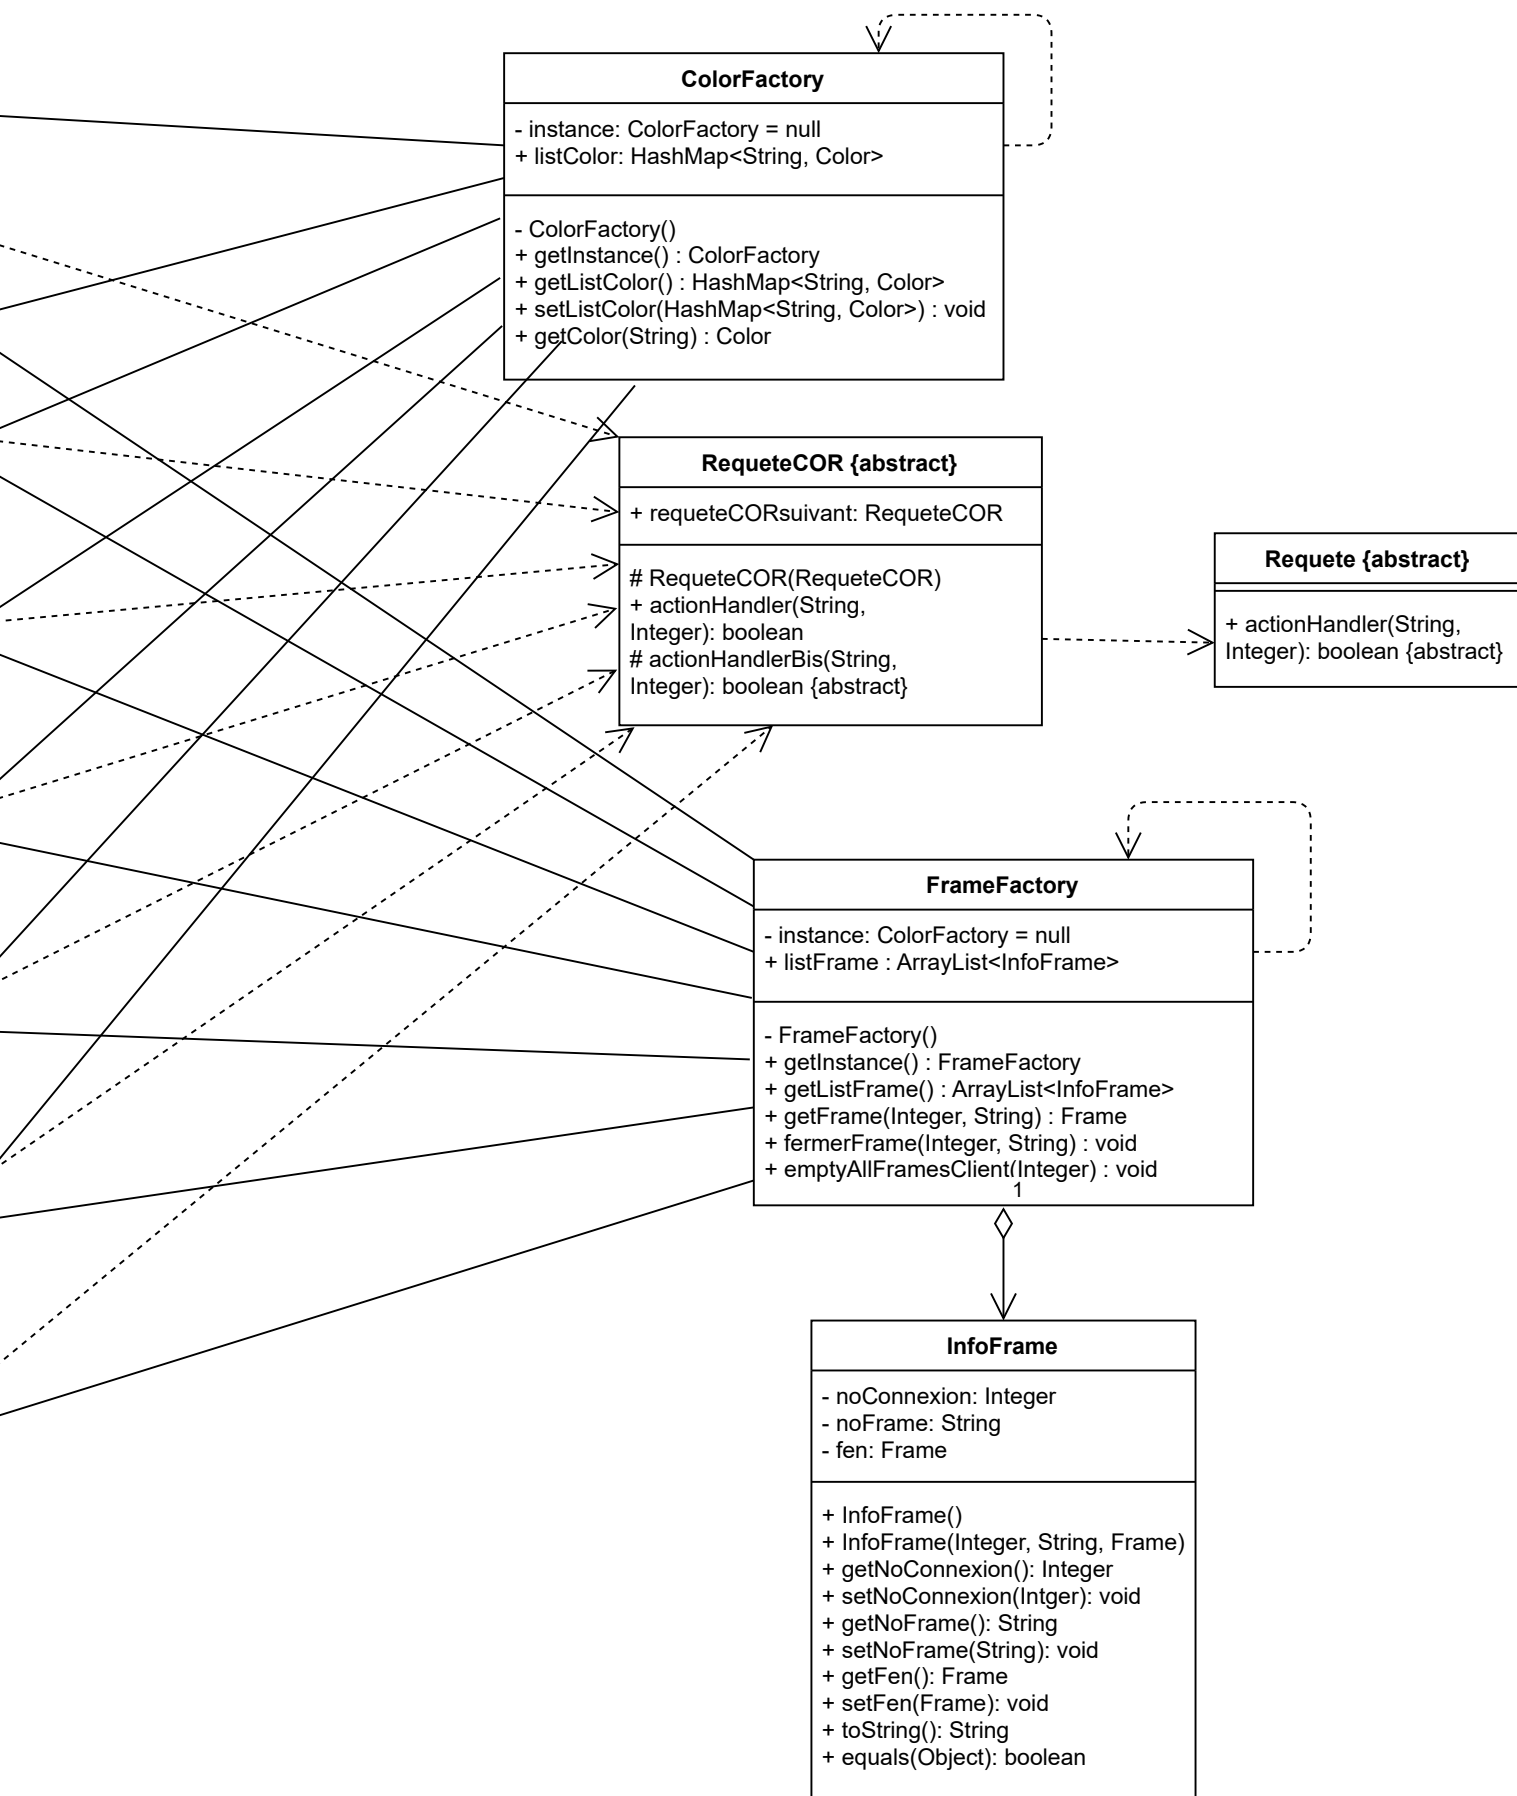 ColorFactory
- instance: ColorFactory = null
+ listColor: HashMap<String, Color>
- ColorFactory()
+ getInstance() : ColorFactory
+ getListColor() : HashMap<String, Color>
+ setListColor(HashMap<String, Color>) : void
+ getColor(String) : Color
RequeteCOR {abstract}
+ requeteCORsuivant: RequeteCOR
# RequeteCOR(RequeteCOR)
+ actionHandler(String,
Integer): boolean
# actionHandlerBis(String,
Integer): boolean {abstract}
Requete {abstract}
+ actionHandler(String,
Integer): boolean {abstract}
FrameFactory
- instance: ColorFactory = null
+ listFrame : ArrayList<InfoFrame>
- FrameFactory()
+ getInstance() : FrameFactory
+ getListFrame() : ArrayList<InfoFrame>
+ getFrame(Integer, String) : Frame
+ fermerFrame(Integer, String) : void
+ emptyAllFramesClient(Integer) : void
1
InfoFrame
- noConnexion: Integer
- noFrame: String
- fen: Frame
+ InfoFrame()
+ InfoFrame(Integer, String, Frame)
+ getNoConnexion(): Integer
+ setNoConnexion(Intger): void
+ getNoFrame(): String
+ setNoFrame(String): void
+ getFen(): Frame
+ setFen(Frame): void
+ toString(): String
+ equals(Object): boolean